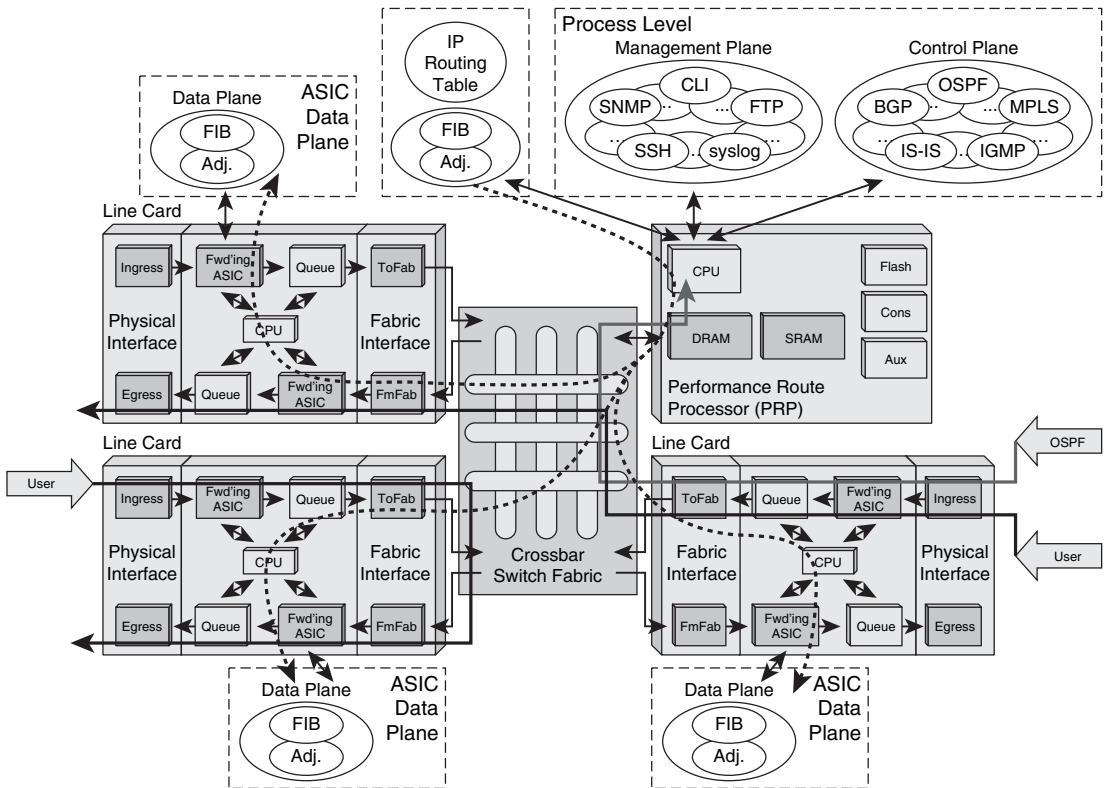 Process Level
Management Plane
CLI
SNMP
..
...
FTP
...
...
SSH
..
syslog
Control Plane
OSPF
BGP
..
...
MPLS
...
...
IS-IS
..
IGMP
IP
Routing
Table
FIB
Adj.
Data Plane
FIB
Adj.
ASIC
Data
Plane
Line Card
Ingress
Fwd'ing
ASIC
Queue
ToFab
Physical
Interface
CPU
Fabric
Interface
Egress
Queue
Fwd'ing
ASIC
FmFab
CPU
Flash
Cons
Aux
DRAM
SRAM
Performance Route
Processor (PRP)
Line Card
User
Ingress
Fwd'ing
ASIC
Queue
ToFab
Physical
Interface
CPU
Fabric
Interface
Egress
Queue
Fwd'ing
ASIC
FmFab
Crossbar
Switch Fabric
Line Card
OSPF
ToFab
Queue
Fwd'ing
ASIC
Ingress
Fabric
Interface
CPU
Physical
Interface
User
FmFab
Fwd'ing
ASIC
Queue
Egress
Data Plane
FIB
Adj.
ASIC
Data
Plane
Data Plane
FIB
Adj.
ASIC
Data
Plane